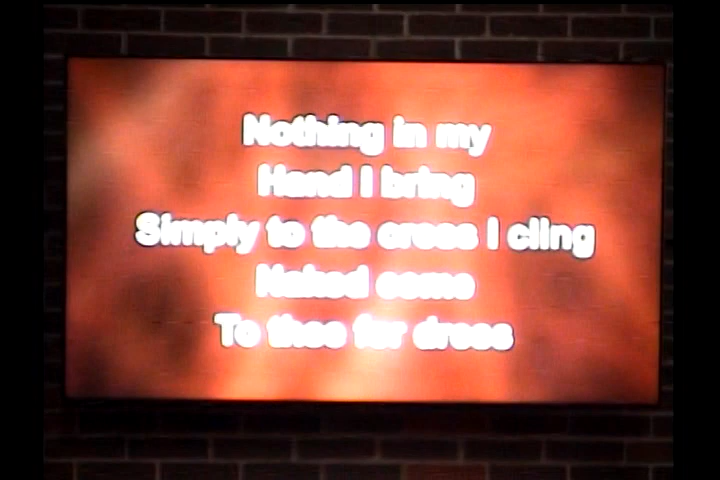 Nothing in my
Hand I bring
Simply to the cross I cling
Naked come
To thee for dress